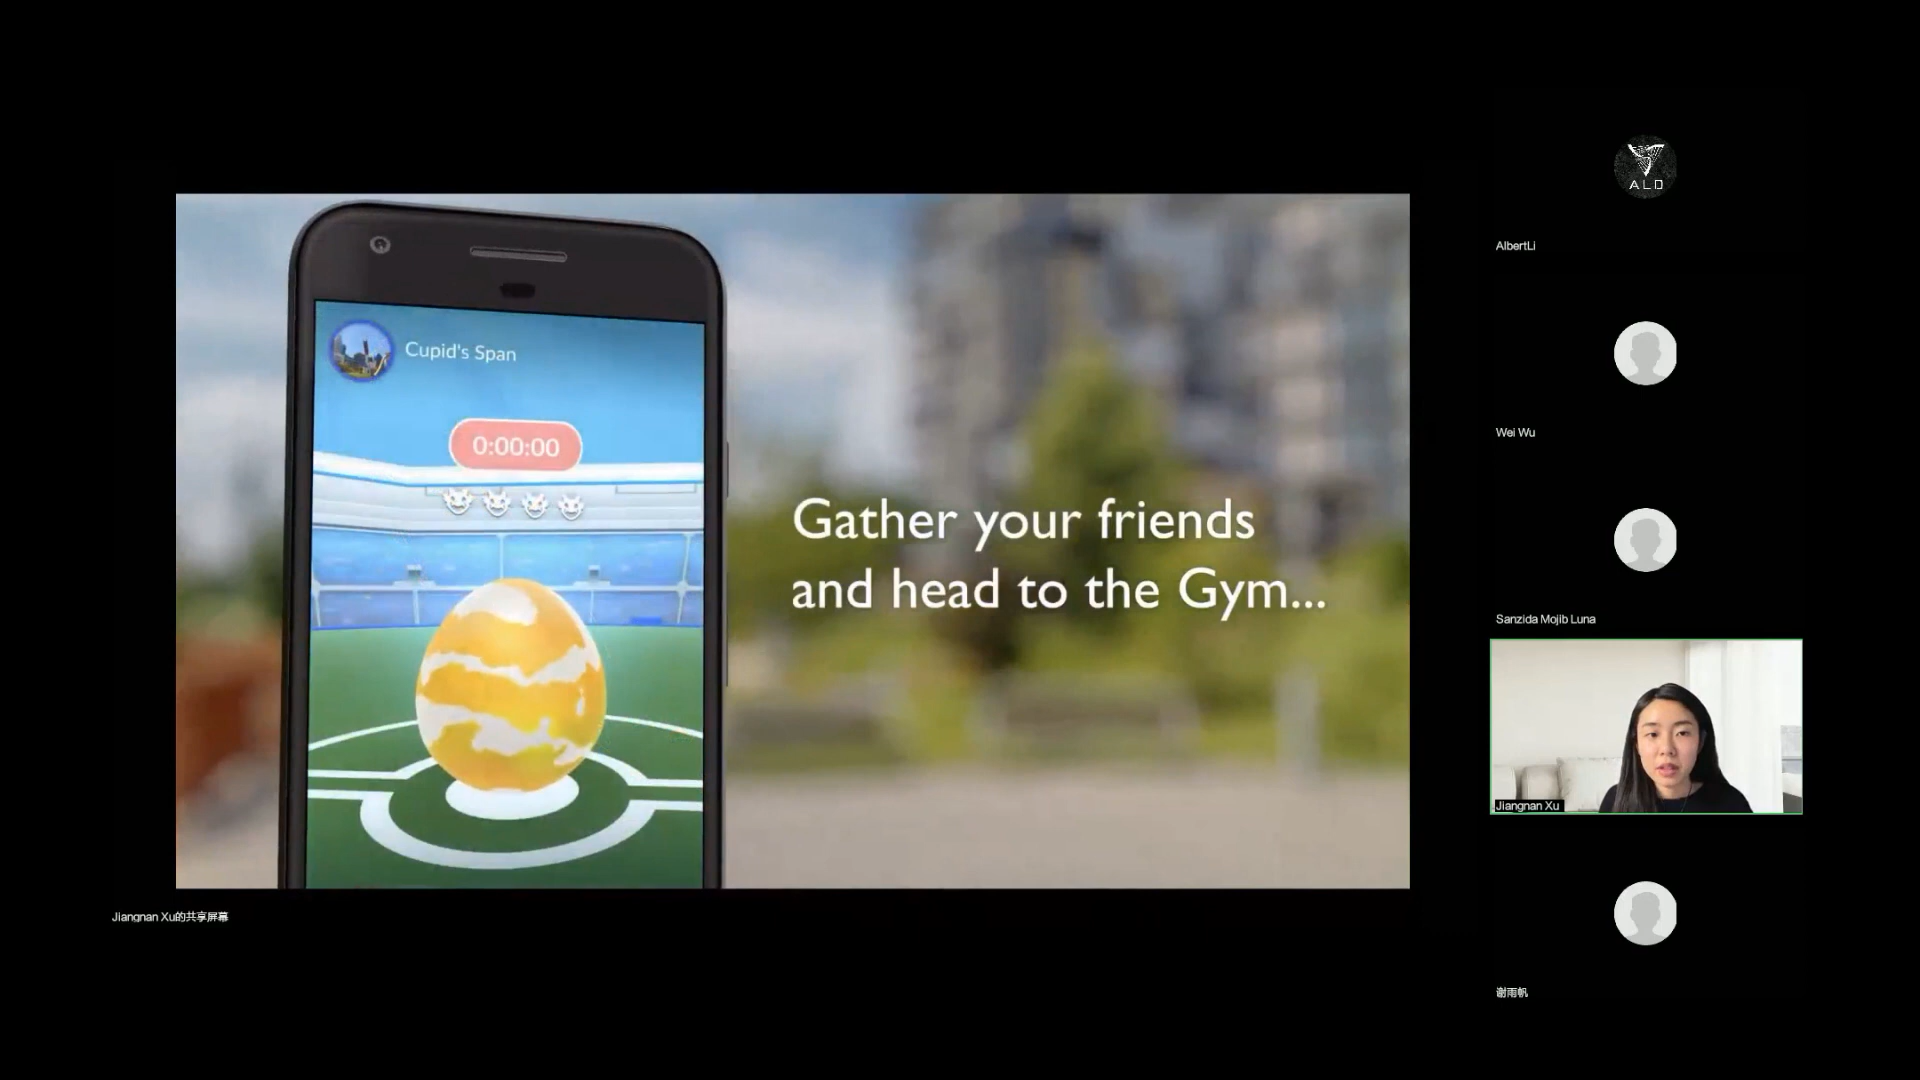 Cupid's Span
0:00:00
Gather your friends
and head to the Gym...
ALD
AlbertLi
Wei Wu
Sanzida Mojib Luna
Jiangnan Xu
谢雨帆
Jiangnan Xu的共享屏幕